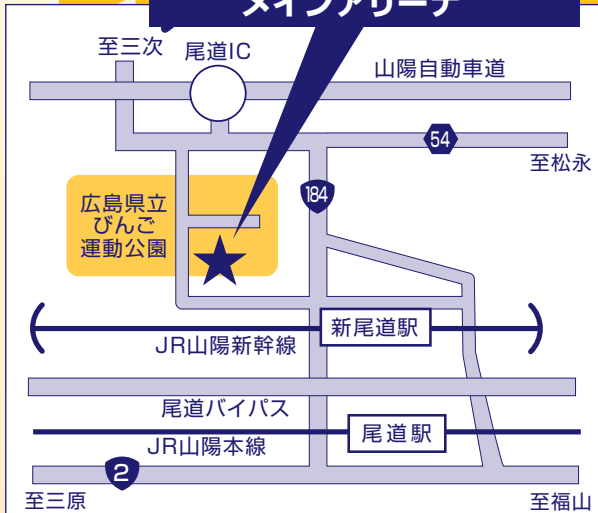 メインアリーナ
至三次
尾道IC
山陽自動車道
54
至松永
184
広島県立
びんご
運動公園
新尾道駅
JR山陽新幹線
尾道バイパス
尾道駅
JR山陽本線
2
至三原
至福山